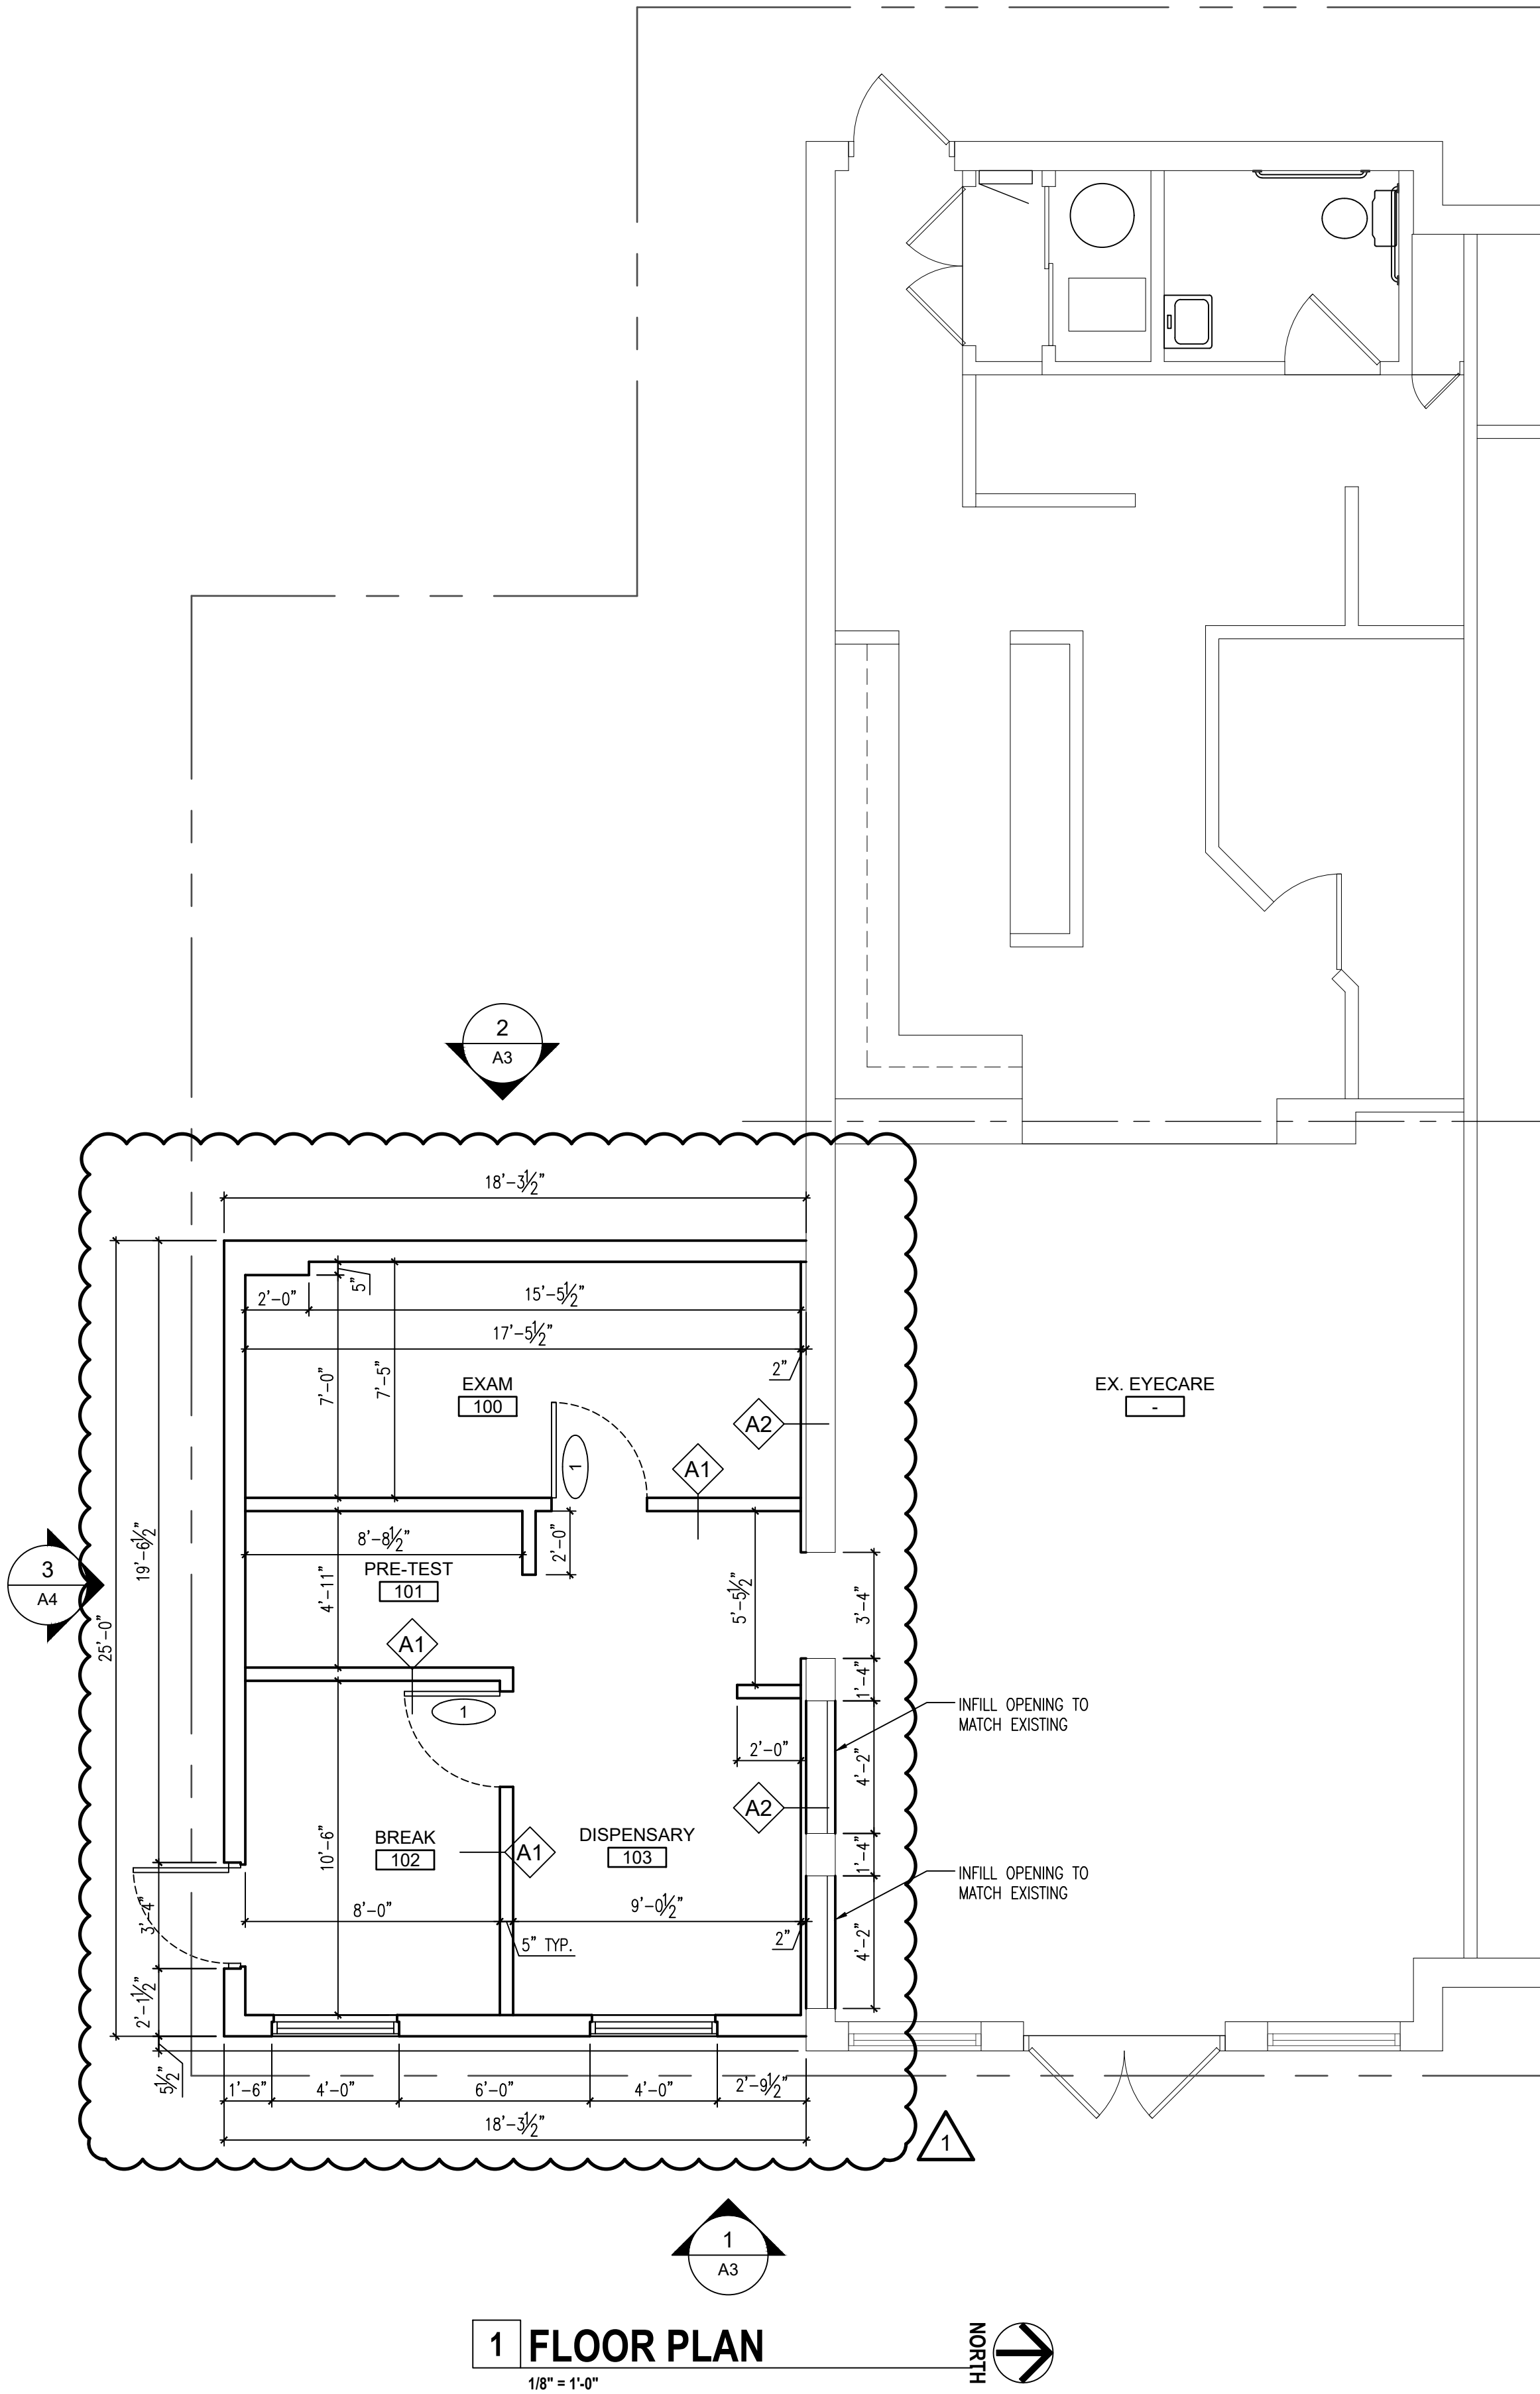 2
A3
18'-3½"
5"
2'-0"
15'-5½"
17'-5½"
2"
7'-0"
7'-5"
EXAM
100
EX. EYECARE
-
A2
1
A1
19'-6½"
8'-8½"
2'-0"
3
A4
PRE-TEST
101
4'-11"
5'-5½"
3'-4"
25'-0"
A1
1'-4"
1
INFILL OPENING TO
MATCH EXISTING
2'-0"
4'-2"
A2
BREAK
102
10'-6"
DISPENSARY
103
A1
1'-4"
INFILL OPENING TO
MATCH EXISTING
8'-0"
9'-0½"
3'-4"
5" TYP.
2"
4'-2"
2'-1½"
5½"
1'-6"
4'-0"
6'-0"
4'-0"
2'-9½"
18'-3½"
1
1
A3
1 FLOOR PLAN
1/8" = 1'-0"
NORTH